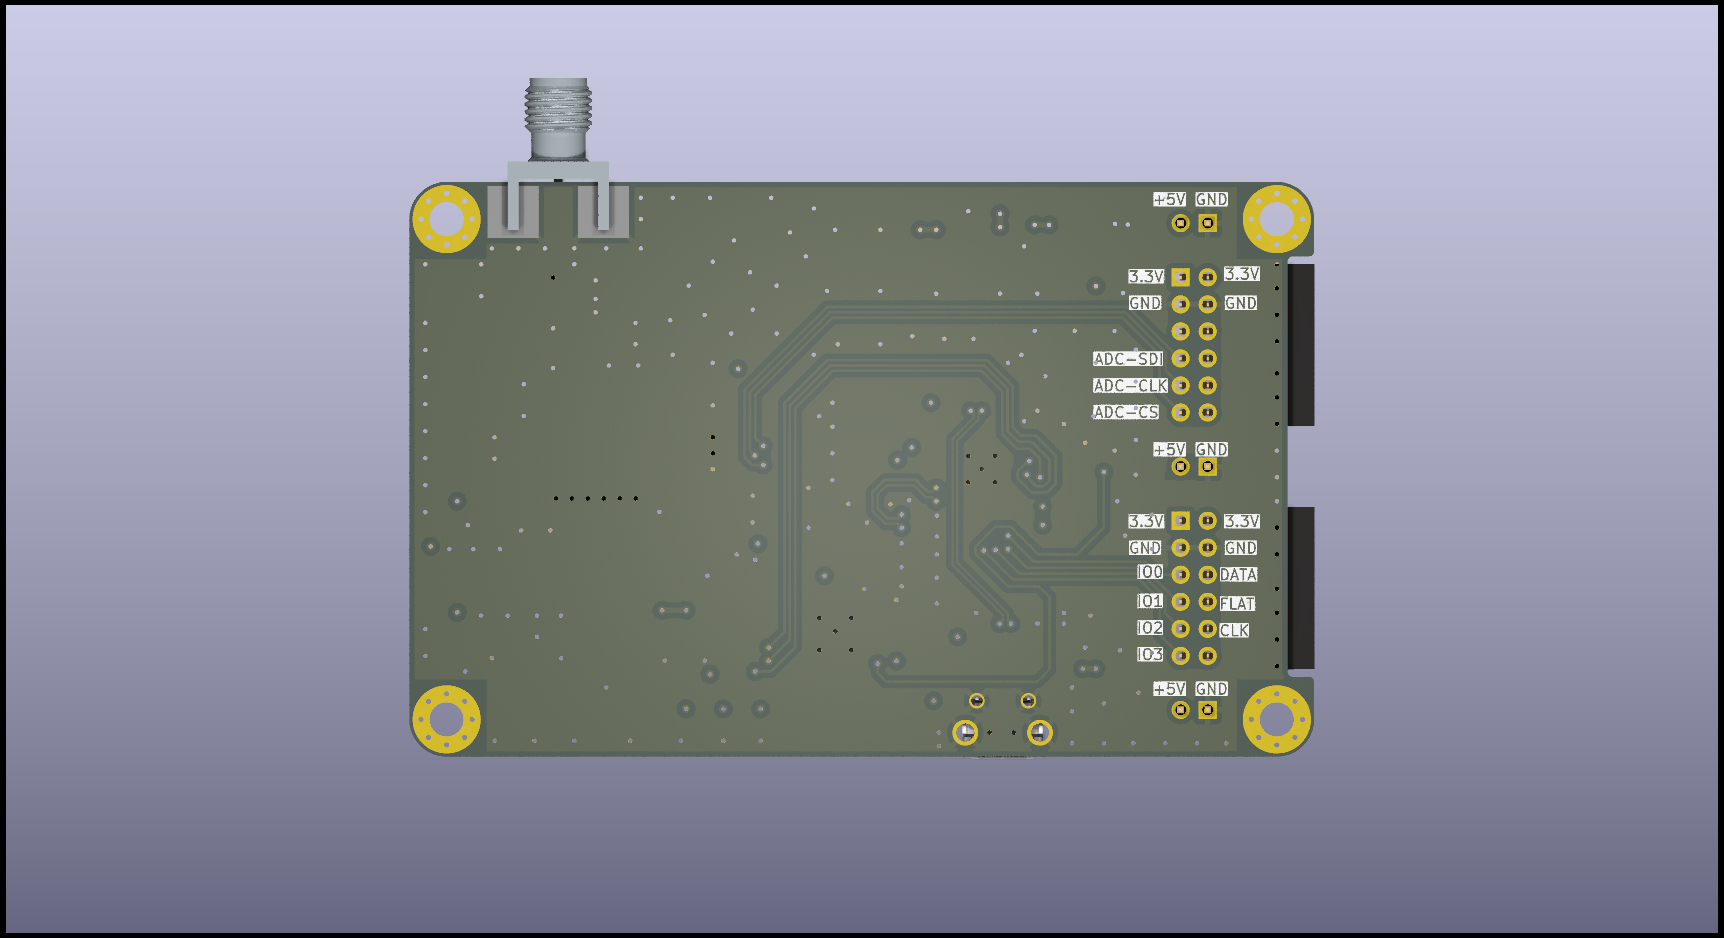 +5V GND
3.3V 3.3V
GND GND
ADC-SDI
ADC-CLK
ADC-CS
+5V GND
3.3V 3.3V
GND GND
IO0 DATA
IO1 FLAT
IO2 CLK
IO3
+5V GND